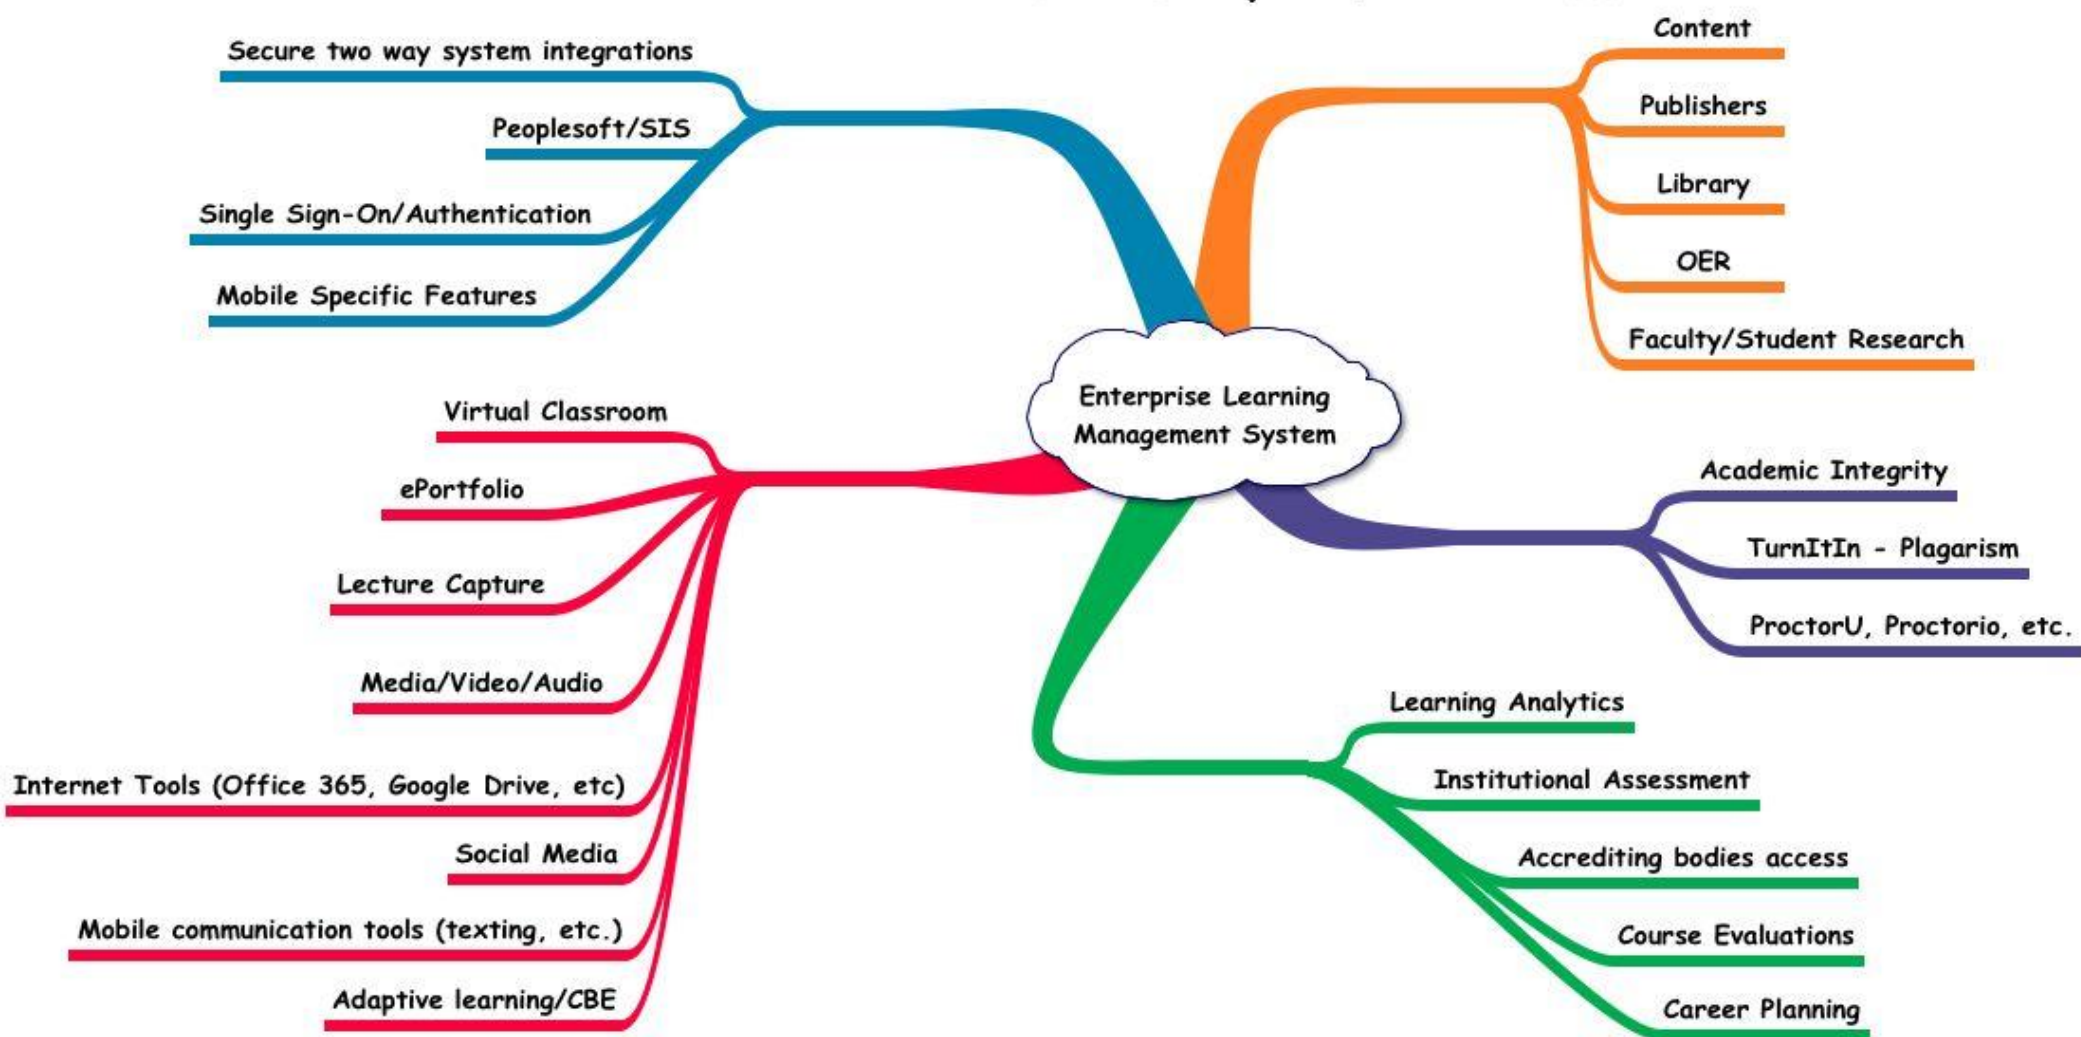 Secure two way system integrations
Peoplesoft/SIS
Single Sign-On/Authentication
Mobile Specific Features
Content
Publishers
Library
OER
Faculty/Student Research
Enterprise Learning
Management System
Virtual Classroom
ePortfolio
Lecture Capture
Media/Video/Audio
Internet Tools (Office 365, Google Drive, etc)
Social Media
Mobile communication tools (texting, etc.)
Adaptive learning/CBE
Academic Integrity
TurnItIn - Plagarism
ProctorU, Proctorio, etc.
Learning Analytics
Institutional Assessment
Accrediting bodies access
Course Evaluations
Career Planning